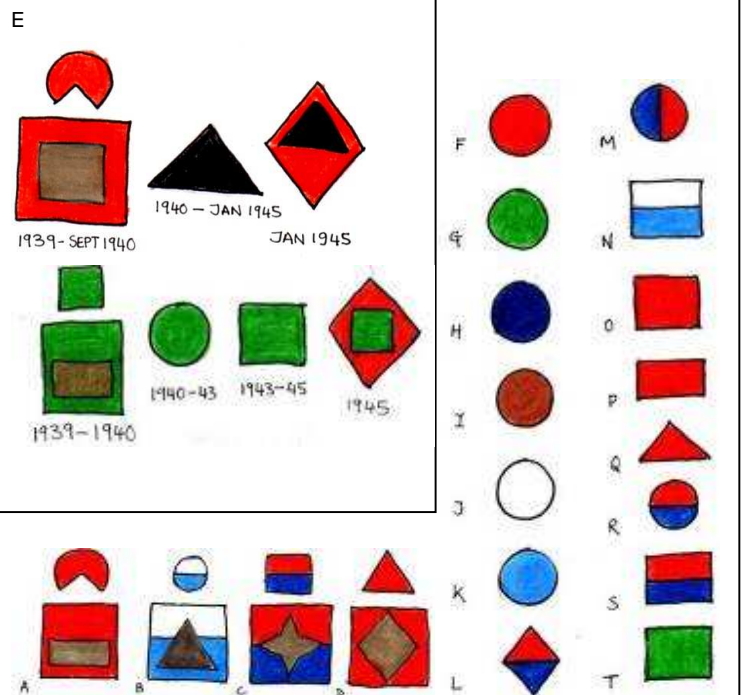 E
1939-SEPT 1940
1940 - JAN 1945
JAN 1945
1939-1940
1940-43
1943-45
1945
A
B
C
D
F
G
H
I
J
K
L
M
N
O
P
Q
R
S
T